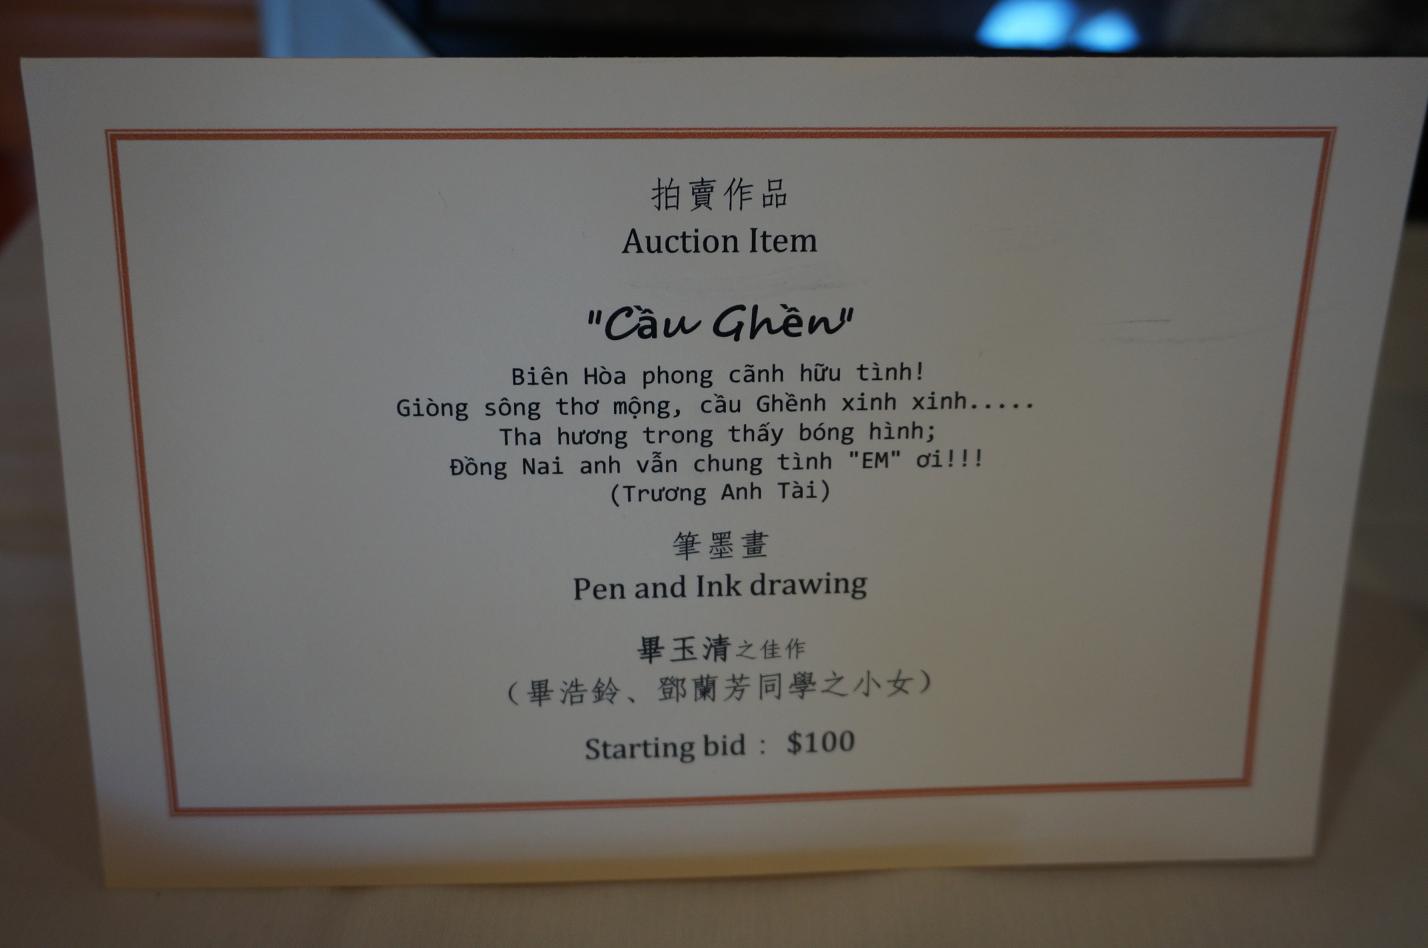 拍賣作品
Auction Item
"Cầu Ghền"
Biên Hòa phong cãnh hữu tình!
Giòng sông thơ mộng, cầu Ghềnh xinh xinh.....
Tha hương trong thấy bóng hình;
Đồng Nai anh vẫn chung tình "EM" ơi!!!
(Trương Anh Tài)
筆墨畫
Pen and Ink drawing
畢玉清之佳作
（畢浩鈴、鄧蘭芳同學之小女）
Starting bid： $100